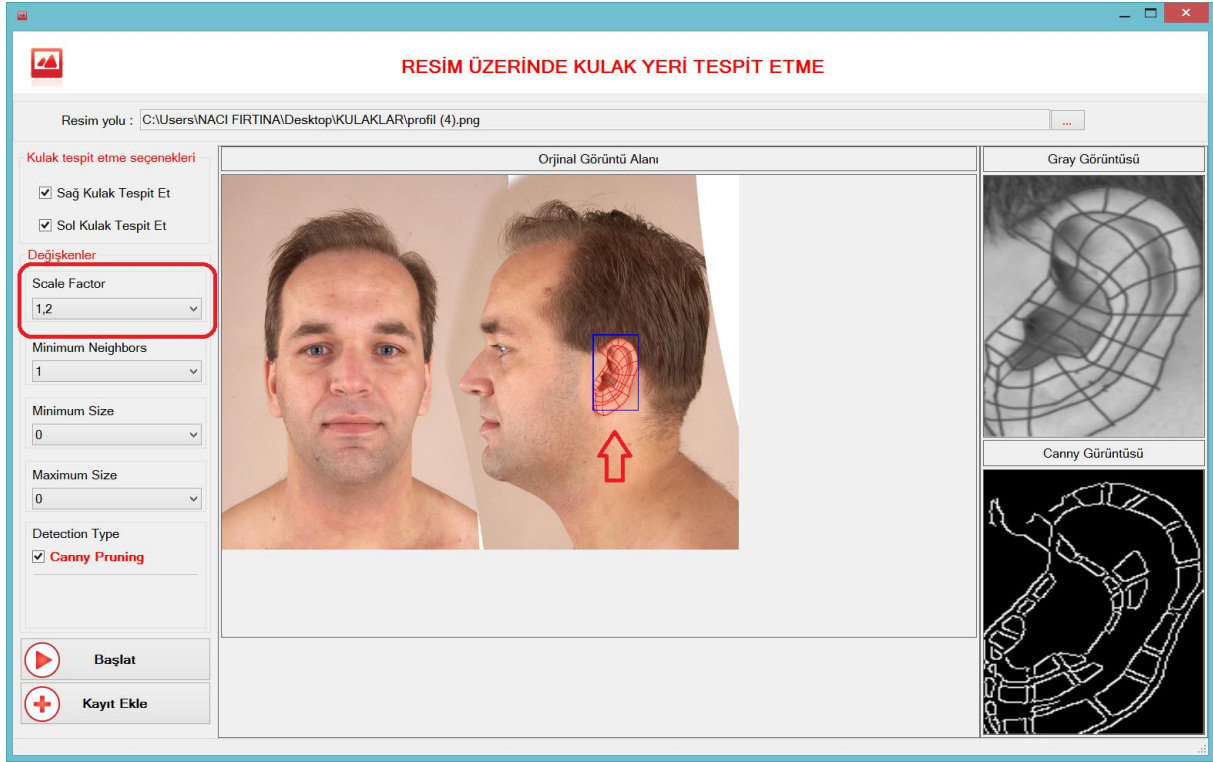 RESİM ÜZERİNDE KULAK YERİ TESPİT ETME
Resim yolu : C:\Users\NACI FIRTINA\Desktop\KULAKLAR\profil (4).png ...
Kulak tespit etme seçenekleri
Sağ Kulak Tespit Et
Sol Kulak Tespit Et
Değişkenler
Scale Factor
1,2
Minimum Neighbors
1
Minimum Size
0
Maximum Size
0
Detection Type
Canny Pruning
Başlat
Kayıt Ekle
Orjinal Görüntü Alanı
Gray Görüntüsü
Canny Gürüntüsü